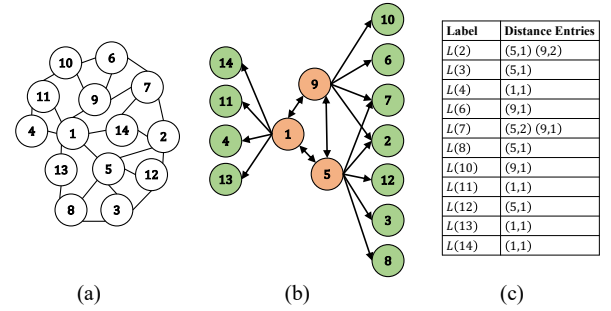 10
6
7
11
9
4
1
14
2
13
5
12
8
3
(a)
10
14
6
9
11
7
1
4
2
5
13
12
3
8
(b)
Label Distance Entries
L(2) (5,1) (9,2)
L(3) (5,1)
L(4) (1,1)
L(6) (9,1)
L(7) (5,2) (9,1)
L(8) (5,1)
L(10) (9,1)
L(11) (1,1)
L(12) (5,1)
L(13) (1,1)
L(14) (1,1)
(c)